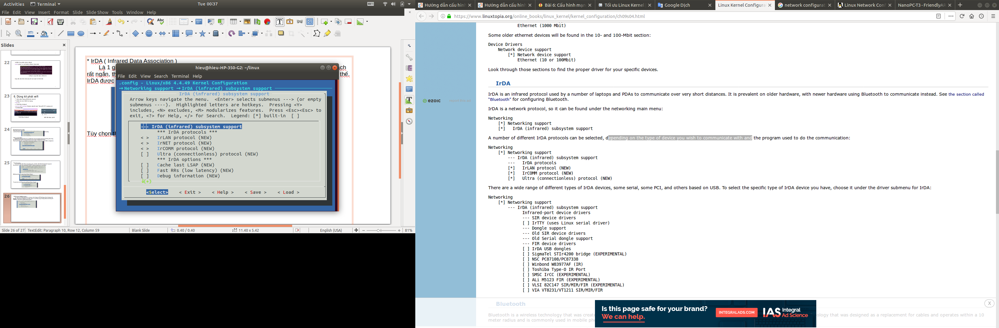 Activities Terminal Tue 00:37
File Edit View Insert Format Slide Slide Show Tools Window Help
Slides
22
23
6. Dùng kit phát wifi
24
25
26
* IrDA ( Infrared Data Association )
Là 1 g
ách
rất ngắn, th
thế.
IrDA được
Tùy chọn th
hieu@hieu-HP-350-G2: ~/linux
File Edit View Search Terminal Help
.config - Linux/x86 4.4.49 Kernel Configuration
→ Networking support → IrDA (infrared) subsystem support
IrDA (infrared) subsystem support
Arrow keys navigate the menu. <Enter> selects submenus ---> (or empty
submenus ----). Highlighted letters are hotkeys. Pressing <Y>
includes, <N> excludes, <M> modularizes features. Press <Esc><Esc> to
exit, <?> for Help, </> for Search. Legend: [*] built-in [ ]
--- IrDA (infrared) subsystem support
*** IrDA protocols ***
< > IrLAN protocol (NEW)
< > IrNET protocol (NEW)
< > IrCOMM protocol (NEW)
[ ] Ultra (connectionless) protocol (NEW)
*** IrDA options ***
[ ] Cache last LSAP (NEW)
[ ] Fast RRs (low latency) (NEW)
[ ] Debug information (NEW)
↓(+)
<Select> < Exit > < Help > < Save > < Load >
Slide 26 of 27 TextEdit: Paragraph 10, Row 12, Column 59 Blank Slide 0.40 / 0.40 11.40 x 5.42 English (USA) 81%
Hướng dẫn cấu hìn Hướng dẫn cấu hìn Bài 6: Cấu hình mạn Tối ưu Linux Kernel Google Dịch Linux Kernel Configura network configurat Linux Network Conf NanoPC-T3 - FriendlyAR
https://www.linuxtopia.org/online_books/linux_kernel/kernel_configuration/ch09s04.html
Ethernet (1000 Mbit)
Some older ethernet devices will be found in the 10- and 100-Mbit section:
Device Drivers
Network device support
[*] Network device support
Ethernet (10 or 100Mbit)
Look through those sections to find the proper driver for your specific devices.
IrDA
IrDA is an infrared protocol used by a number of laptops and PDAs to communicate over very short distances. It is prevalent on older hardware, with newer hardware using Bluetooth to communicate instead. See the section called
“Bluetooth” for configuring Bluetooth.
ezoic report this ad
IrDA is a network protocol, so it can be found under the networking main menu:
Networking
[*] Networking support
[*] IrDA (infrared) subsystem support
A number of different IrDA protocols can be selected, depending on the type of device you wish to communicate with and the program used to do the communication:
Networking
[*] Networking support
--- IrDA (infrared) subsystem support
--- IrDA protocols
[*] IrLAN protocol (NEW)
[*] IrCOMM protocol (NEW)
[*] Ultra (connectionless) protocol (NEW)
There are a wide range of different types of IrDA devices, some serial, some PCI, and others based on USB. To select the specific type of IrDA device you have, choose it under the driver submenu for IrDA:
Networking
[*] Networking support
--- IrDA (infrared) subsystem support
Infrared-port device drivers
--- SIR device drivers
[ ] IrTTY (uses Linux serial driver)
--- Dongle support
--- Old SIR device drivers
--- Old Serial dongle support
--- FIR device drivers
[ ] IrDA USB dongles
[ ] SigmaTel STIr4200 bridge (EXPERIMENTAL)
[ ] NSC PC87108/PC87338
[ ] Winbond W83977AF (IR)
[ ] Toshiba Type-O IR Port
[ ] SMSC IrCC (EXPERIMENTAL)
[ ] ALi M5123 FIR (EXPERIMENTAL)
[ ] VLSI 82C147 SIR/MIR/FIR (EXPERIMENTAL)
[ ] VIA VT8231/VT1211 SIR/MIR/FIR
Bluetooth
Bluetooth is a wireless technology that was create
ology that was designed as a replacement for cables and operates within a 10
meter radius and is commonly used in mobile ph
Is this page safe for your brand?
We can help.
INTEGRALADS.COM
IAS Integral Ad Science
X